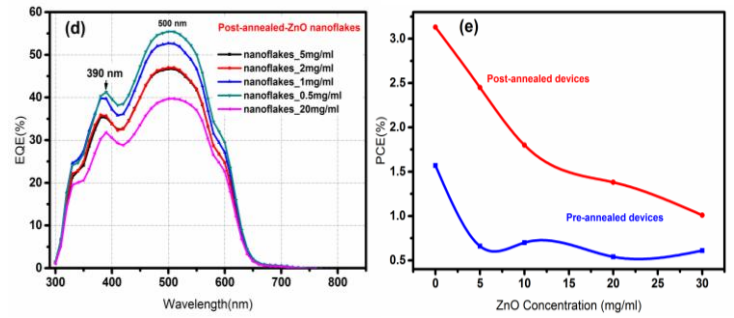 (d)
500 nm
Post-annealed-ZnO nanoflakes
390 nm
nanoflakes_5mg/ml
nanoflakes_2mg/ml
nanoflakes_1mg/ml
nanoflakes_0.5mg/ml
nanoflakes_20mg/ml
EQE(%)
60
50
40
30
20
10
0
300 400 500 600 700 800
Wavelength(nm)
(e)
Post-annealed devices
Pre-annealed devices
PCE(%)
3.0
2.5
2.0
1.5
1.0
0.5
0 5 10 15 20 25 30
ZnO Concentration (mg/ml)